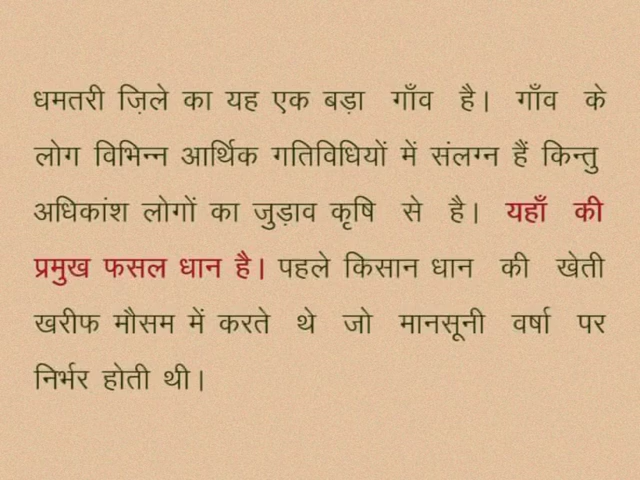 धमतरी ज़िले का यह एक बड़ा गाँव है। गाँव के
लोग विभिन्न आर्थिक गतिविधियों में संलग्न हैं किन्तु
अधिकांश लोगों का जुड़ाव कृषि से है। यहाँ की
प्रमुख फसल धान है। पहले किसान धान की खेती
खरीफ मौसम में करते थे जो मानसूनी वर्षा पर
निर्भर होती थी।